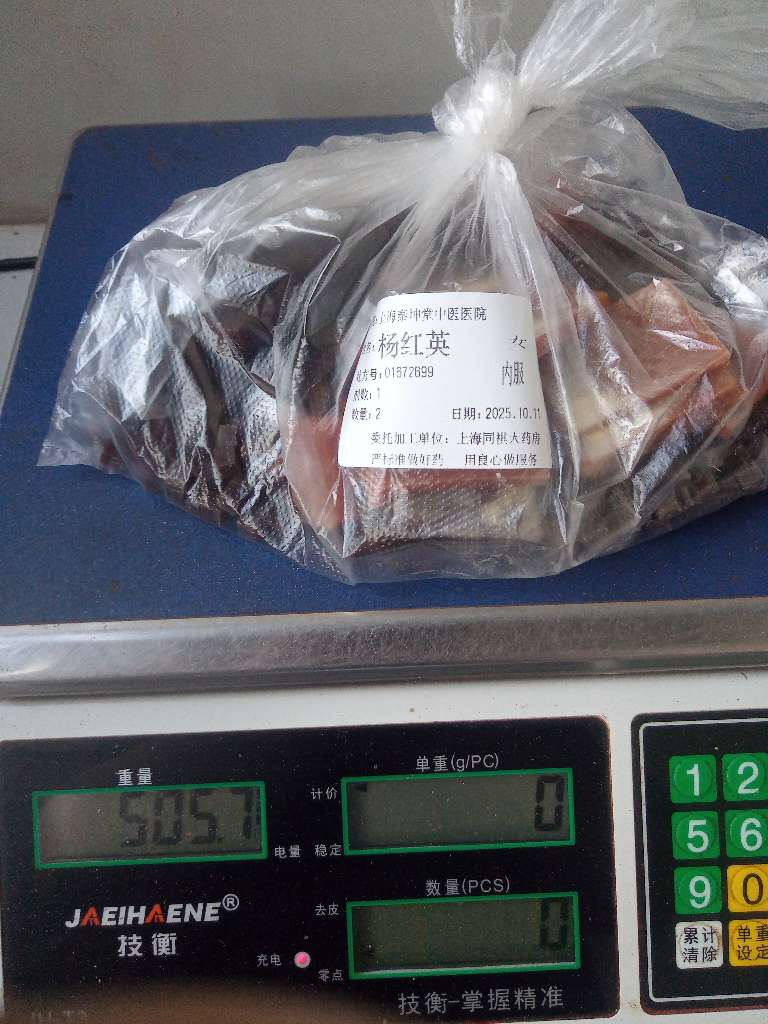 上海泰坤堂中医医院
杨红英 女
方号:01872699 内服
剂数:1
数量:2 日期:2025.10.11
委托加工单位:上海同祺大药房
严标准做好药 用良心做服务
重量
505.7
单重(g/PC)
计价
0
电量 稳定
数量(PCS)
去皮
0
充电
零点
JAEIHAENE®
技衡
技衡-掌握精准
1 2
5 6
9 0
累计清除
单重设定